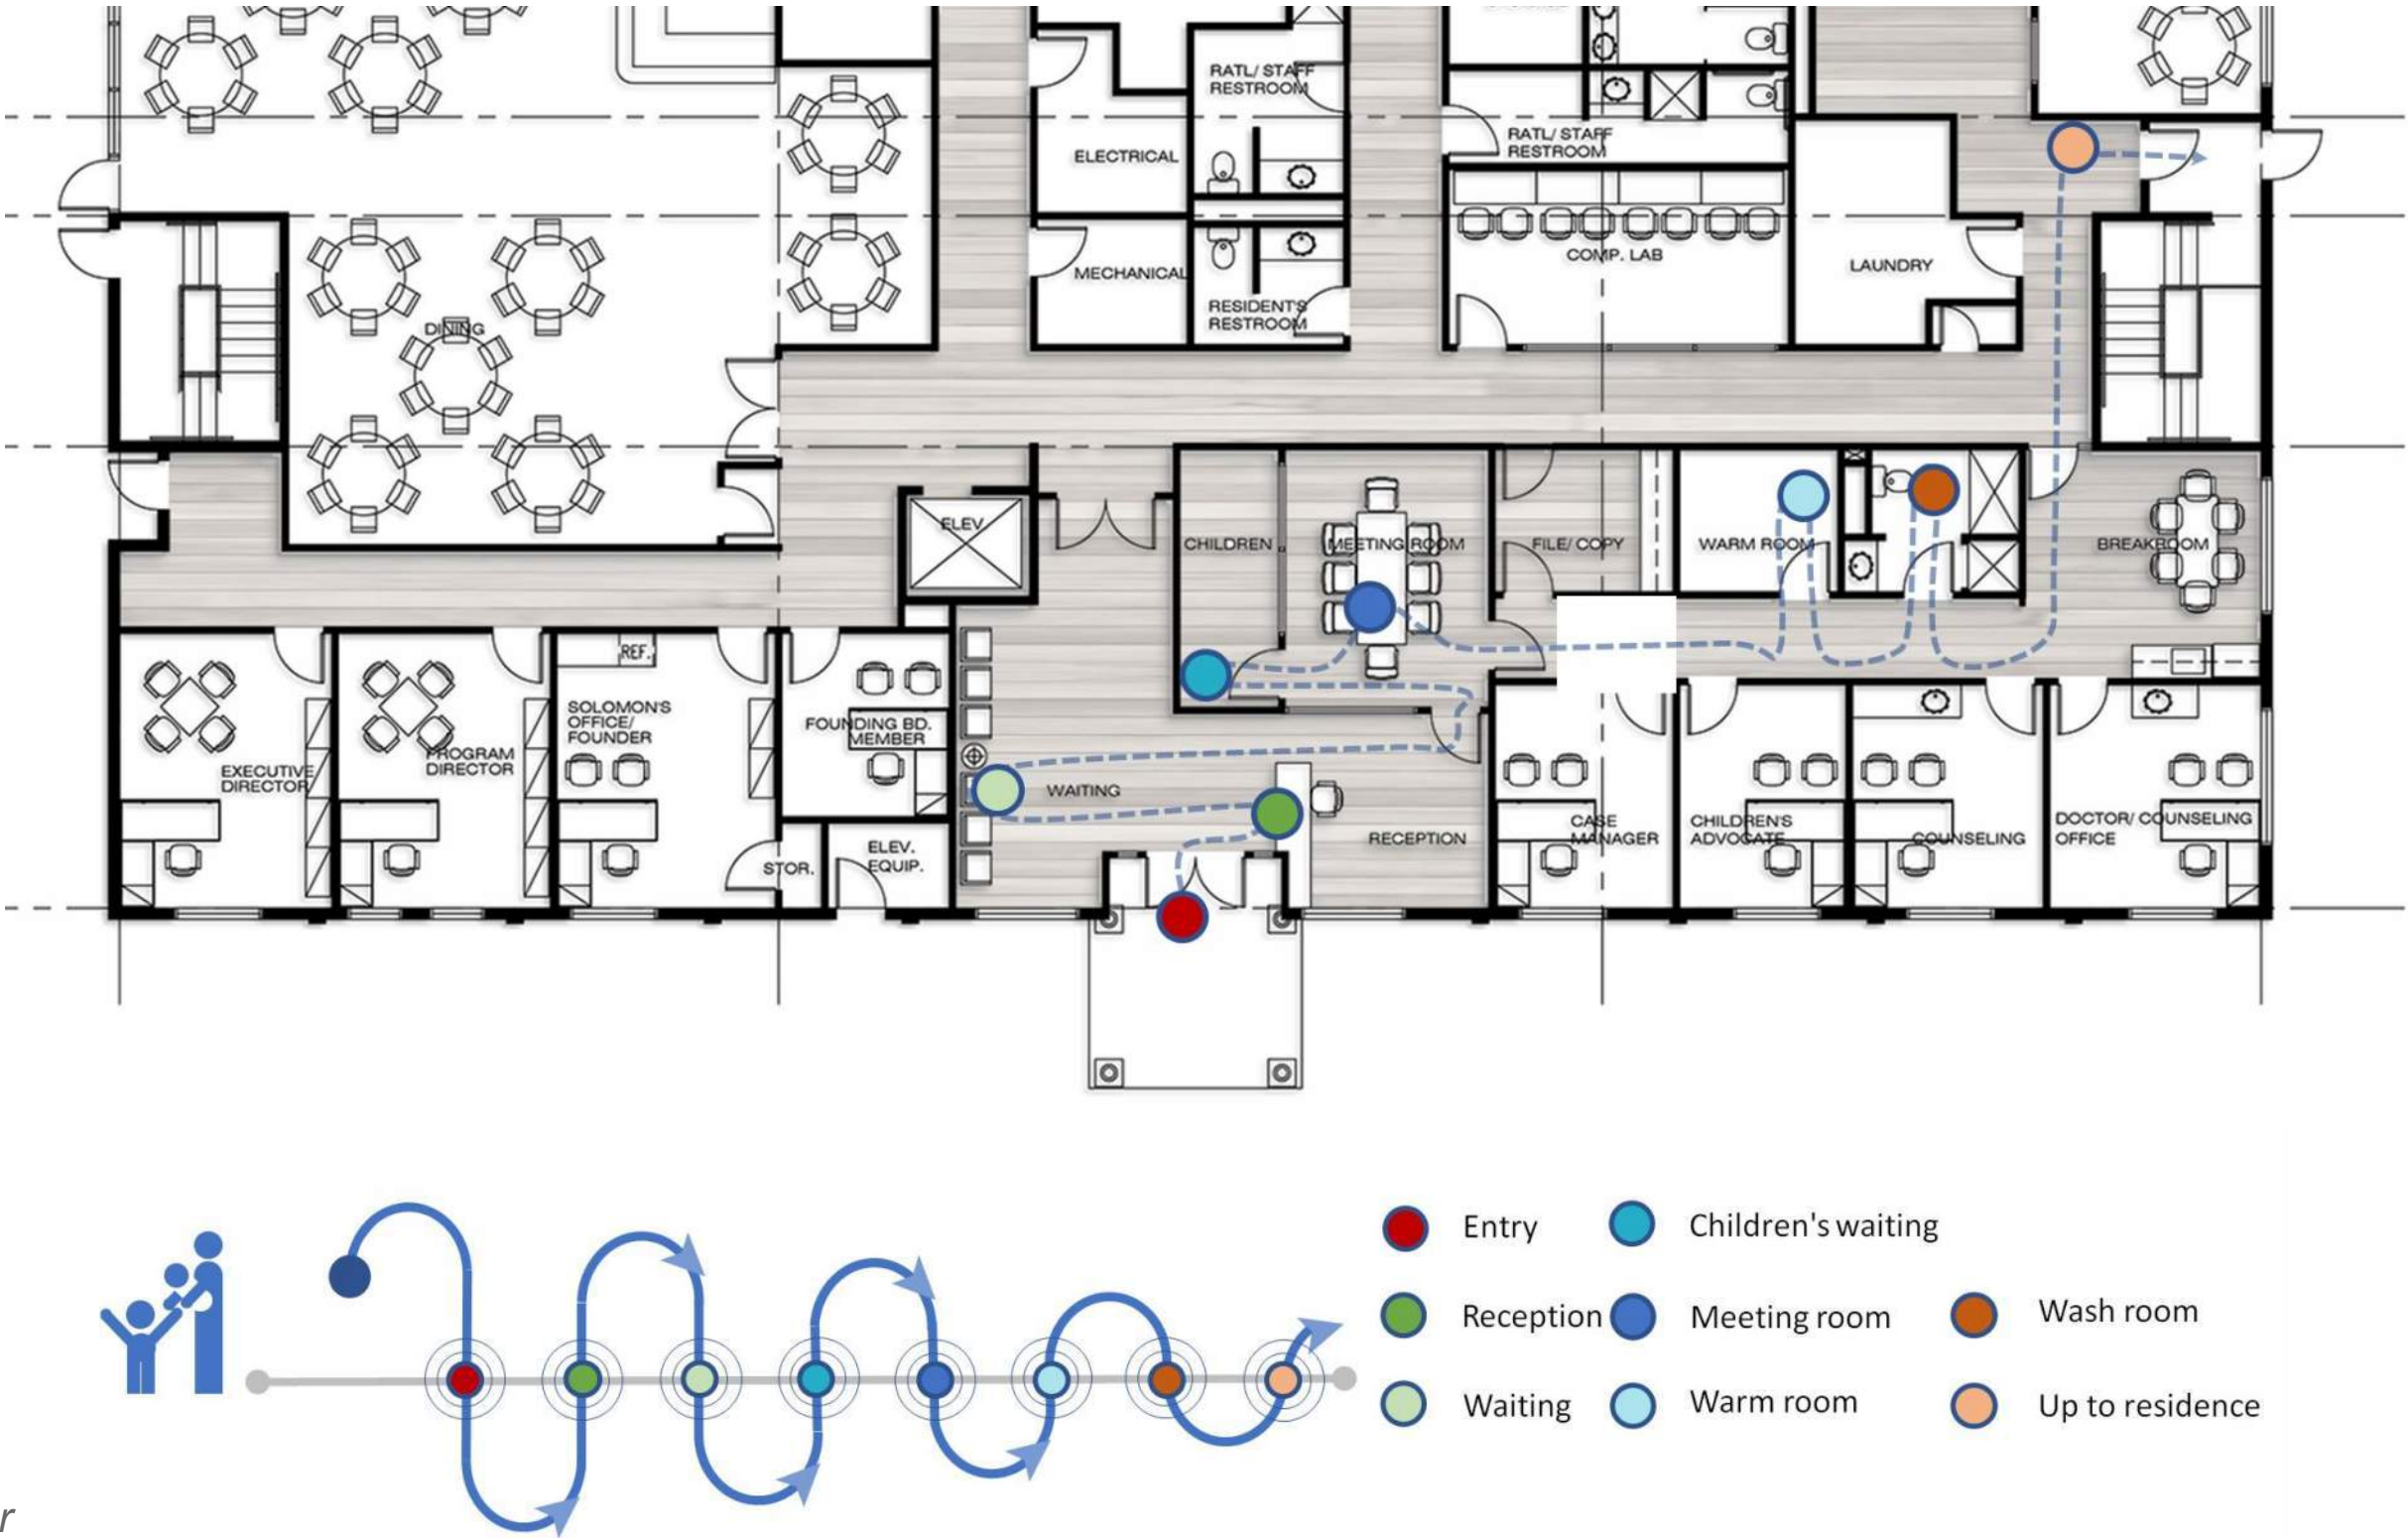 RATL/ STAFF
RESTROOM
RATL/ STAFF
RESTROOM
ELECTRICAL
MECHANICAL
RESIDENT'S
RESTROOM
COMP. LAB
LAUNDRY
DINING
ELEV.
CHILDREN
MEETING ROOM
FILE/ COPY
WARM ROOM
BREAKROOM
REF.
SOLOMON'S
OFFICE/
FOUNDER
FOUNDING BD.
MEMBER
PROGRAM
DIRECTOR
EXECUTIVE
DIRECTOR
WAITING
RECEPTION
CASE
MANAGER
CHILDREN'S
ADVOCATE
COUNSELING
DOCTOR/ COUNSELING
OFFICE
STOR.
ELEV.
EQUIP.
Entry
Children's waiting
Reception
Meeting room
Wash room
Waiting
Warm room
Up to residence
r